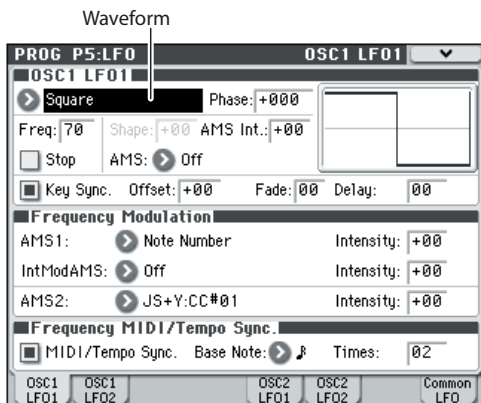 Waveform
PROG P5:LFO OSC1 LFO1
OSC1 LFO1
Square Phase: +000
Freq: 70 Shape: +00 AMS Int.: +00
Stop AMS: Off
Key Sync. Offset: +00 Fade: 00 Delay: 00
Frequency Modulation
AMS1: Note Number Intensity: +00
IntModAMS: Off Intensity: +00
AMS2: JS+Y:CC#01 Intensity: +00
Frequency MIDI/Tempo Sync.
MIDI/Tempo Sync. Base Note: ♪ Times: 02
OSC1 LFO1 OSC1 LFO2 OSC2 LFO1 OSC2 LFO2 Common LFO